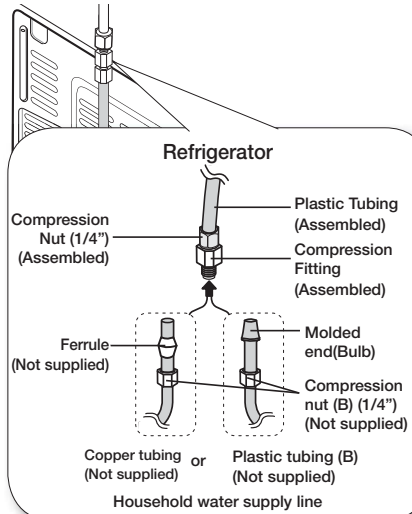 Refrigerator
Compression
Nut (1/4")
(Assembled)
Plastic Tubing
(Assembled)
Compression
Fitting
(Assembled)
Ferrule
(Not supplied)
Molded
end(Bulb)
Compression
nut (B) (1/4")
(Not supplied)
Copper tubing
(Not supplied)
or
Plastic tubing (B)
(Not supplied)
Household water supply line